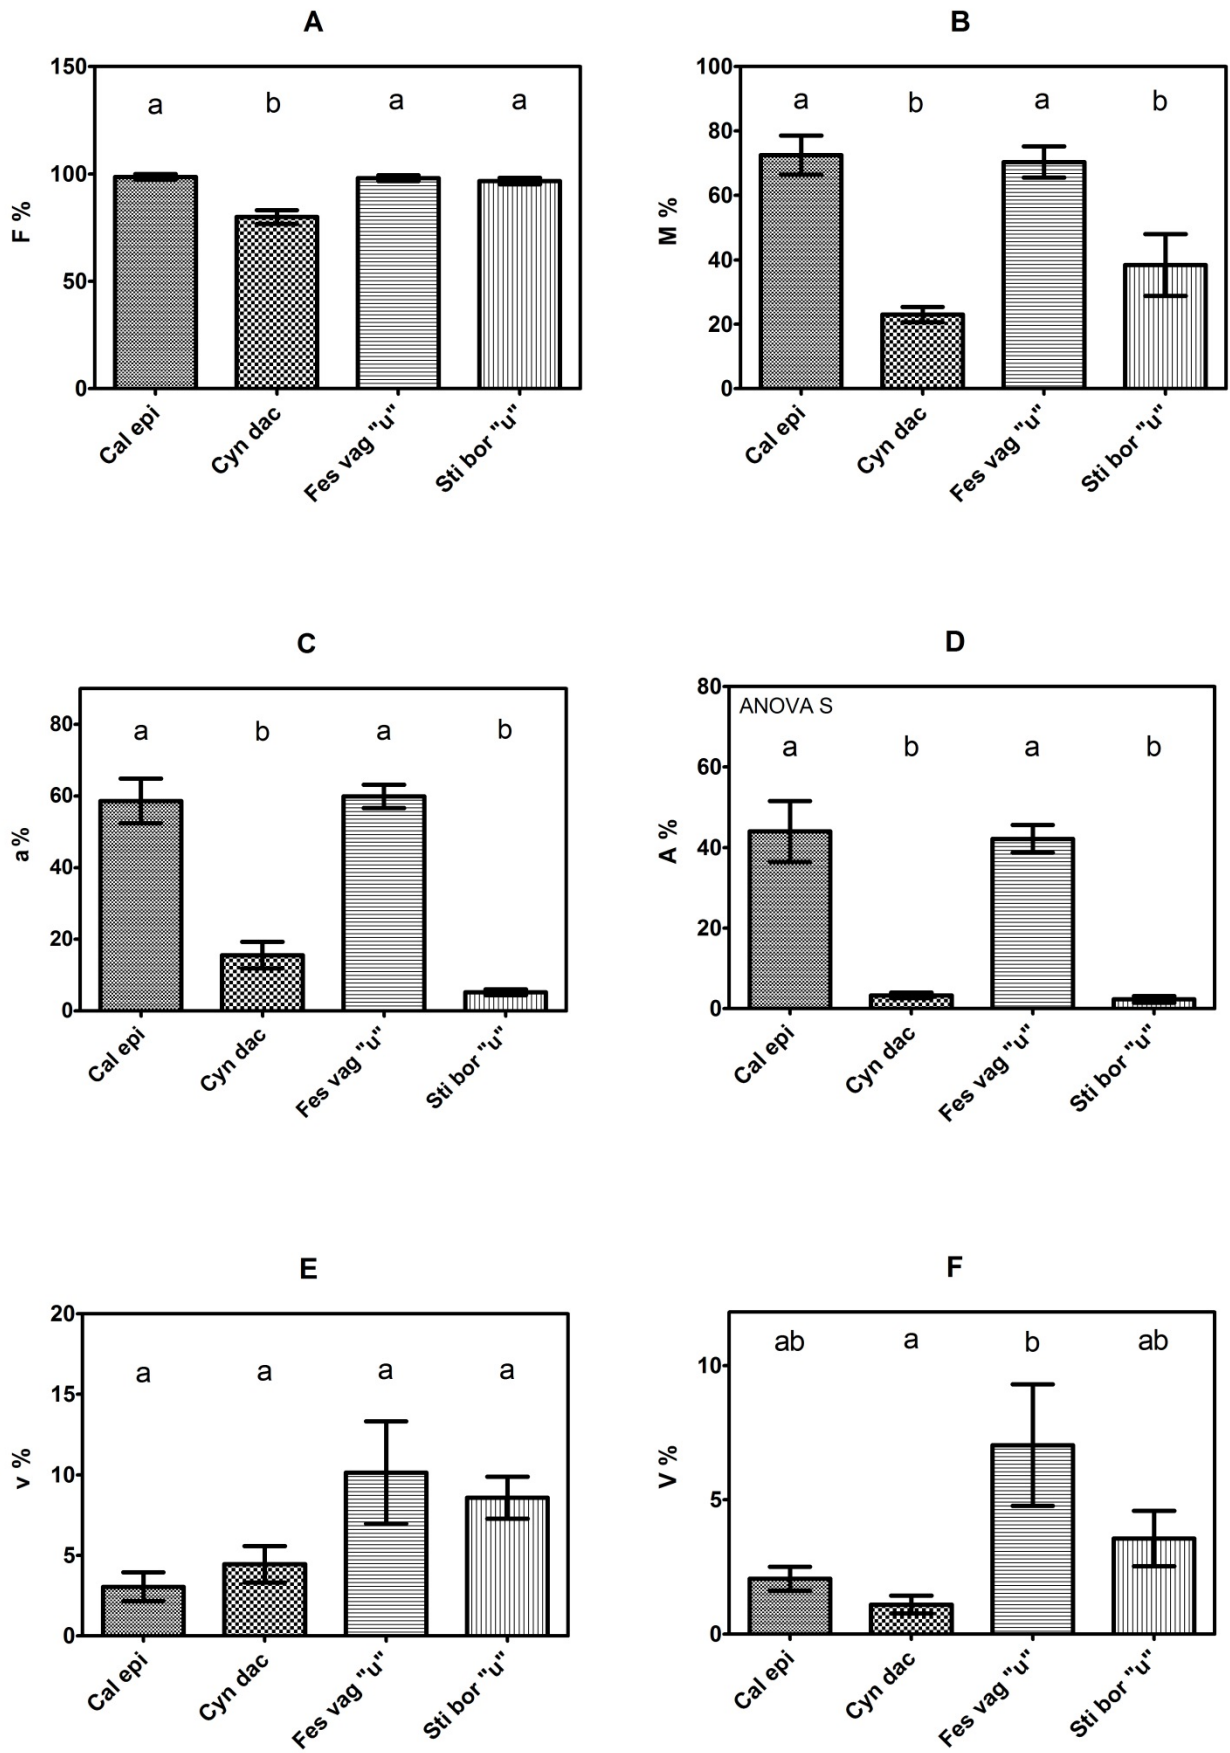 A
F %
150
100
50
0
a b a a
Cal epi
Cyn dac
Fes vag "u"
Sti bor "u"
B
M %
100
80
60
40
20
0
a b a b
Cal epi
Cyn dac
Fes vag "u"
Sti bor "u"
C
a %
80
60
40
20
0
a b a b
Cal epi
Cyn dac
Fes vag "u"
Sti bor "u"
D
A %
80
60
40
20
0
ANOVA S
a b a b
Cal epi
Cyn dac
Fes vag "u"
Sti bor "u"
E
v %
20
15
10
5
0
a a a a
Cal epi
Cyn dac
Fes vag "u"
Sti bor "u"
F
V %
10
5
0
ab a b ab
Cal epi
Cyn dac
Fes vag "u"
Sti bor "u"